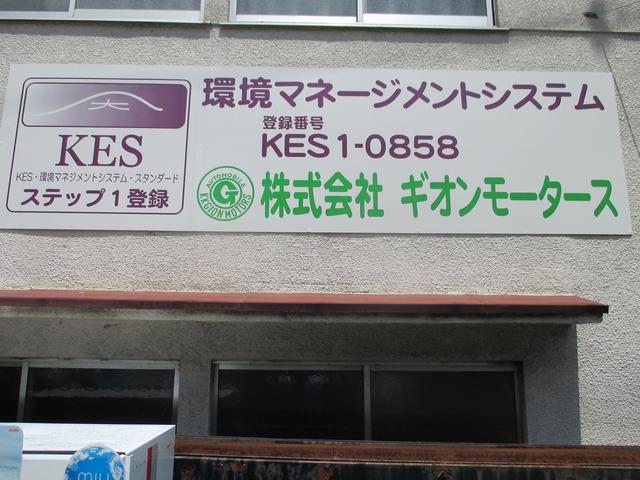 大
KES
KES・環境マネジメントシステム・スタンダード
ステップ1登録
環境マネージメントシステム
登録番号
KES 1-0858
AUTOMOBILE
G
K.K.GION MOTORS
株式会社 ギオンモータース
miu